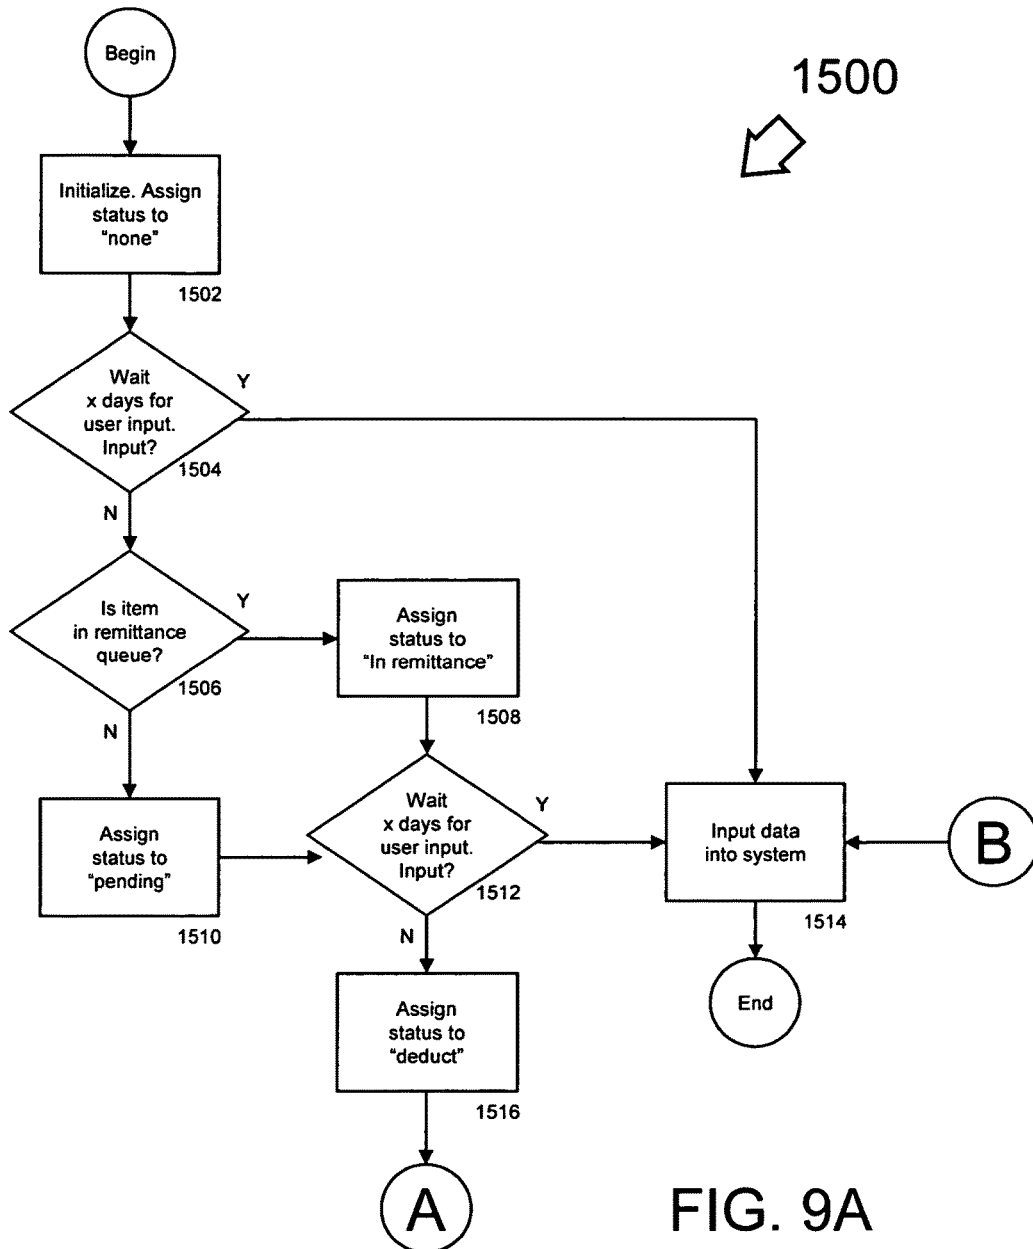 Begin
1500
Initialize. Assign
status to
“none”
1502
Wait
x days for
user input.
Input?
Y
1504
N
Is item
in remittance
queue?
Y
1506
N
Assign
status to
“In remittance”
1508
Assign
status to
“pending”
1510
Wait
x days for
user input.
Input?
Y
1512
N
Input data
into system
1514
B
End
Assign
status to
“deduct”
1516
A
FIG. 9A